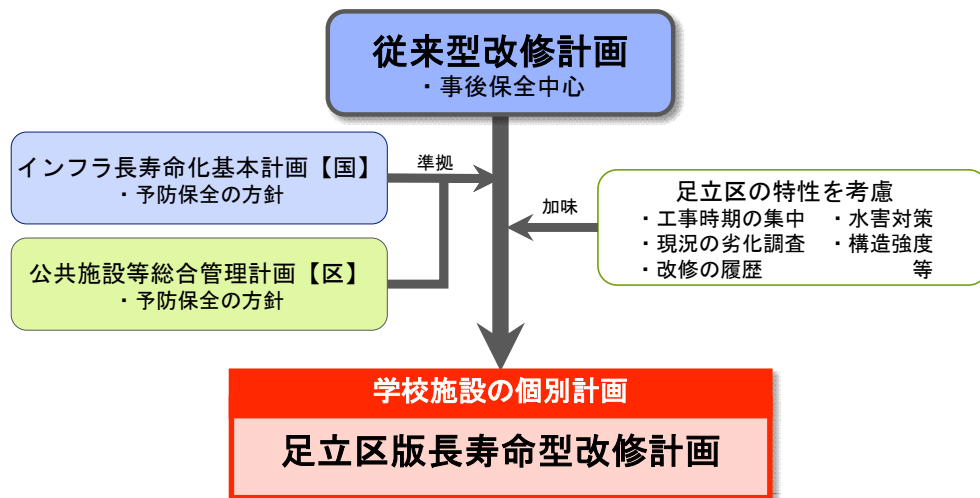 従来型改修計画
・事後保全中心
インフラ長寿命化基本計画【国】
・予防保全の方針
準拠
公共施設等総合管理計画【区】
・予防保全の方針
加味
足立区の特性を考慮
・工事時期の集中 ・水害対策
・現況の劣化調査 ・構造強度
・改修の履歴 等
学校施設の個別計画
足立区版長寿命型改修計画